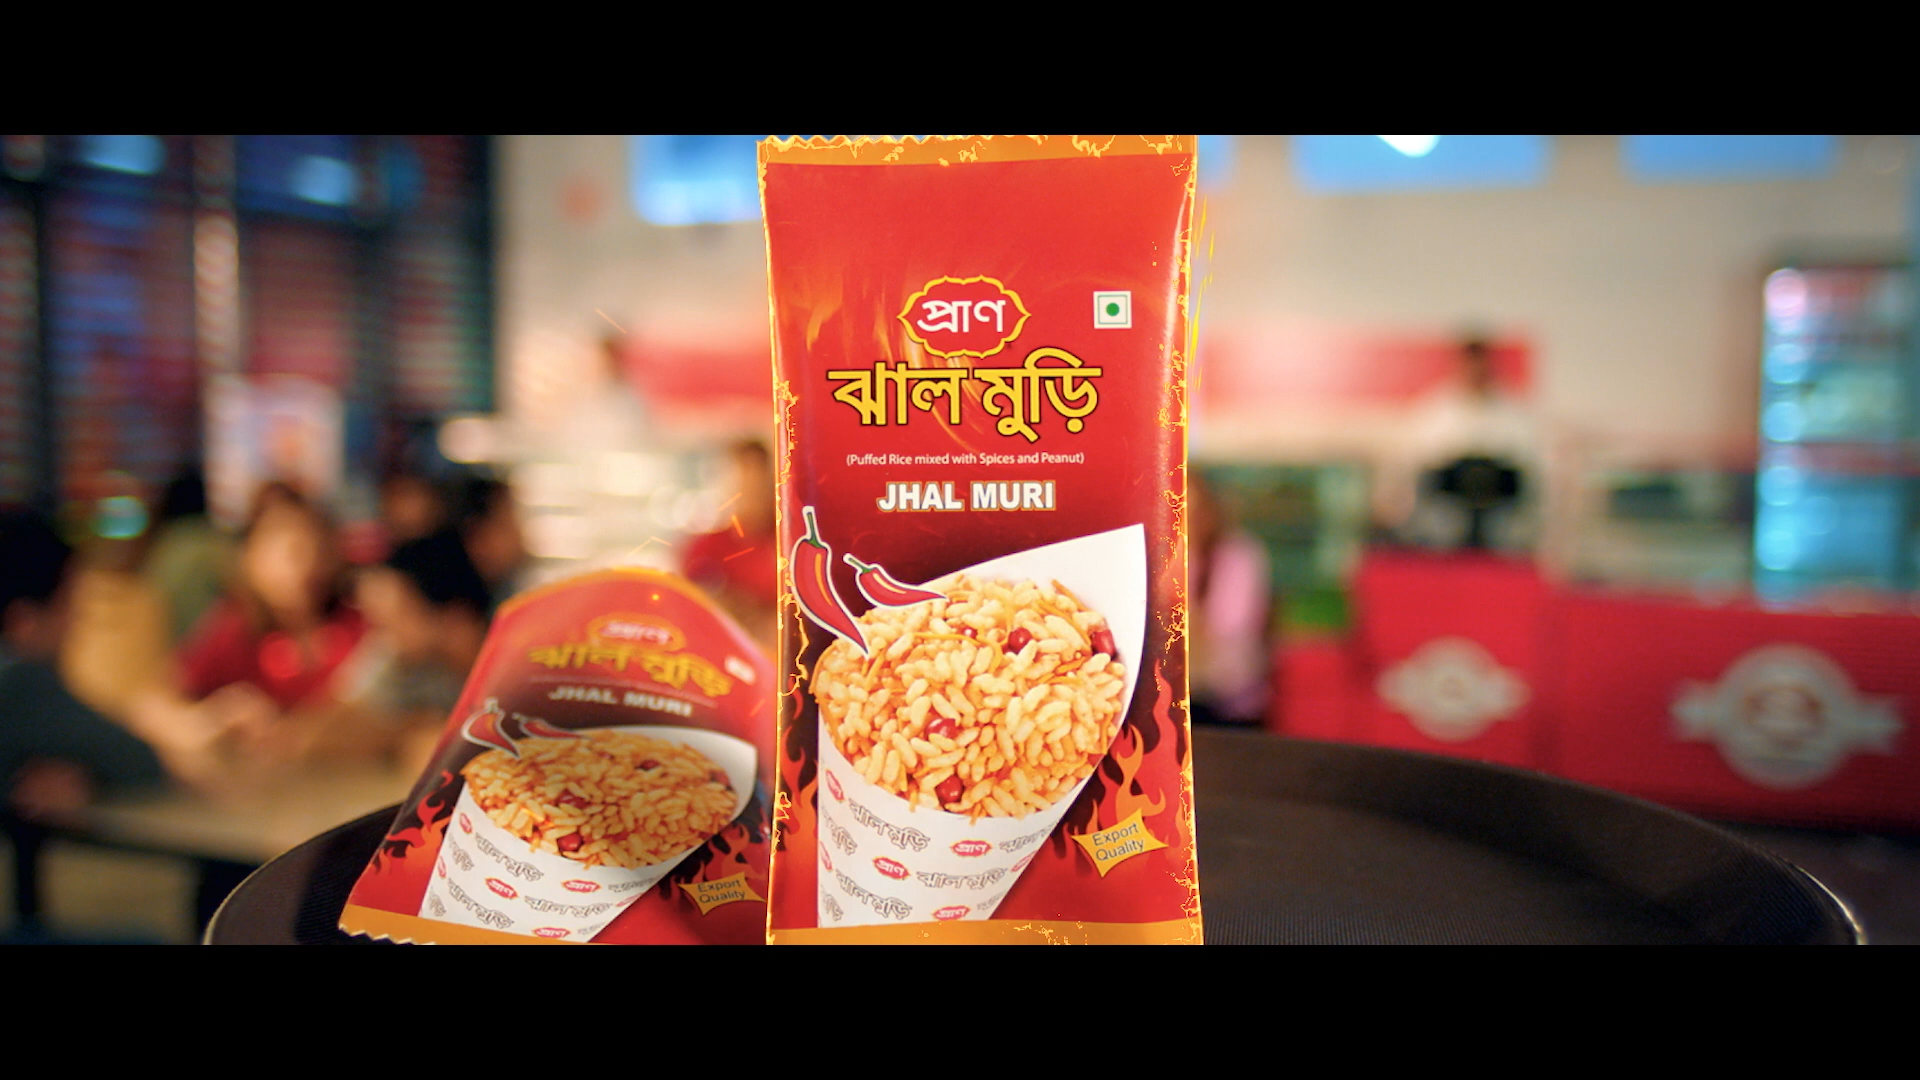 প্রাণ
ঝাল মুড়ি
(Puffed Rice mixed with Spices and Peanut)
JHAL MURI
Export
Quality
প্রাণ
ঝাল মুড়ি
প্রাণ
ঝাল মুড়ি
ঝাল মুড়ি
প্রাণ
প্রাণ
ঝাল মুড়ি
JHAL MURI
Export
Quality
ঝাল মুড়ি
প্রাণ
প্রাণ
ঝাল মুড়ি
ঝাল মুড়ি
প্রাণ